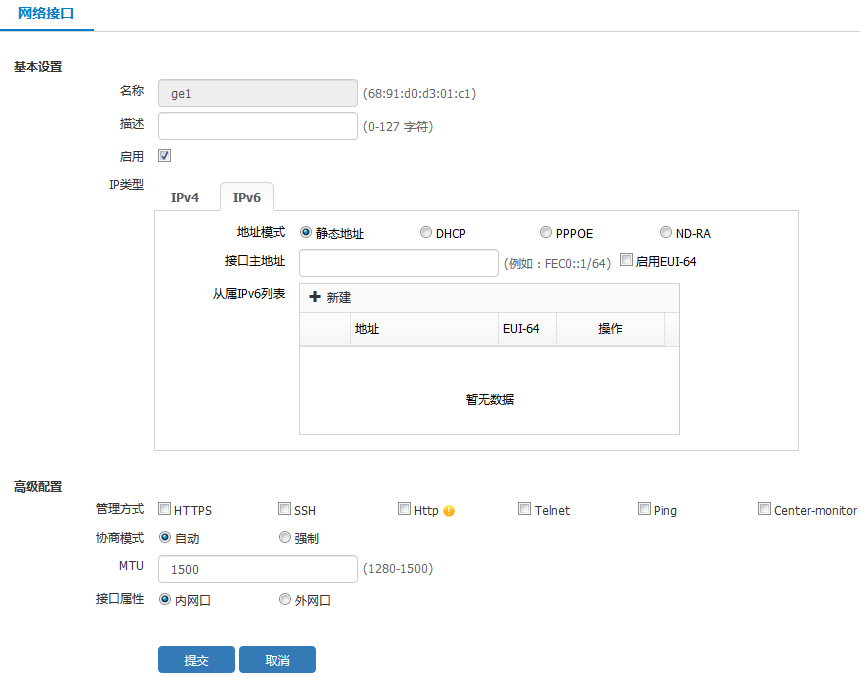 网络接口
基本设置
名称 ge1 (68:91:d0:d3:01:c1)
描述 (0-127 字符)
启用
IP类型 IPv4 IPv6
地址模式 静态地址 DHCP PPPOE ND-RA
接口主地址 (例如：FEC0::1/64) 启用EUI-64
从属IPv6列表 新建
地址 EUI-64 操作
暂无数据
高级配置
管理方式 HTTPS SSH Http Telnet Ping Center-monitor
协商模式 自动 强制
MTU 1500 (1280-1500)
接口属性 内网口 外网口
提交 取消